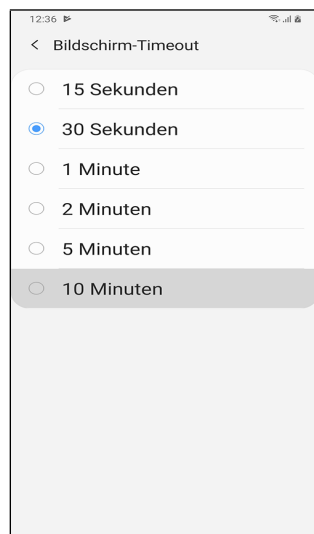 12:36
Bildschirm-Timeout
15 Sekunden
30 Sekunden
1 Minute
2 Minuten
5 Minuten
10 Minuten